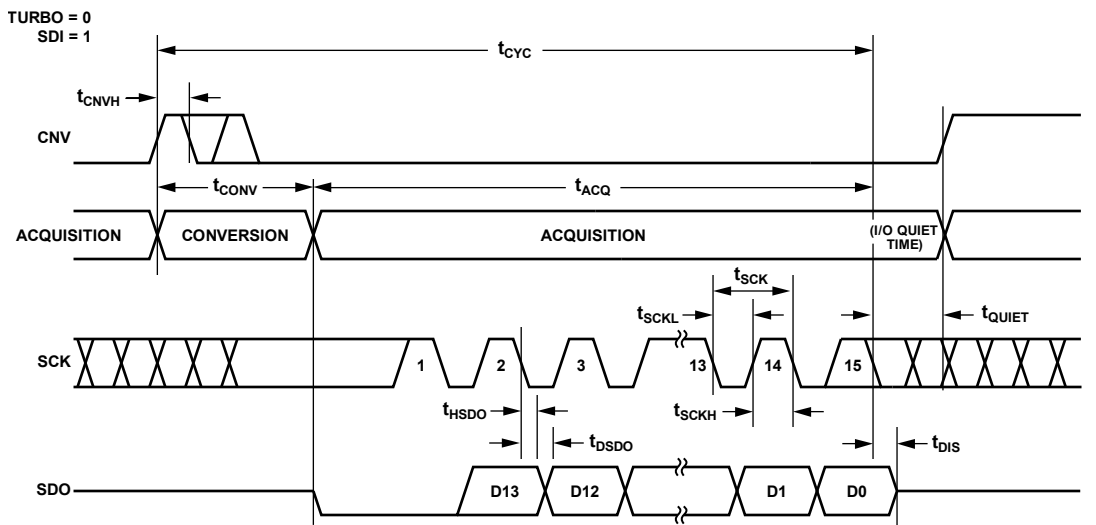 TURBO = 0
SDI = 1
tCYC
tCNVH
CNV
tCONV
tACQ
ACQUISITION
CONVERSION
ACQUISITION
(I/O QUIET
TIME)
tSCK
tSCKL
tQUIET
SCK
1
2
3
13
14
15
tHSDO
tSCKH
tDSDO
tDIS
SDO
D13
D12
D1
D0